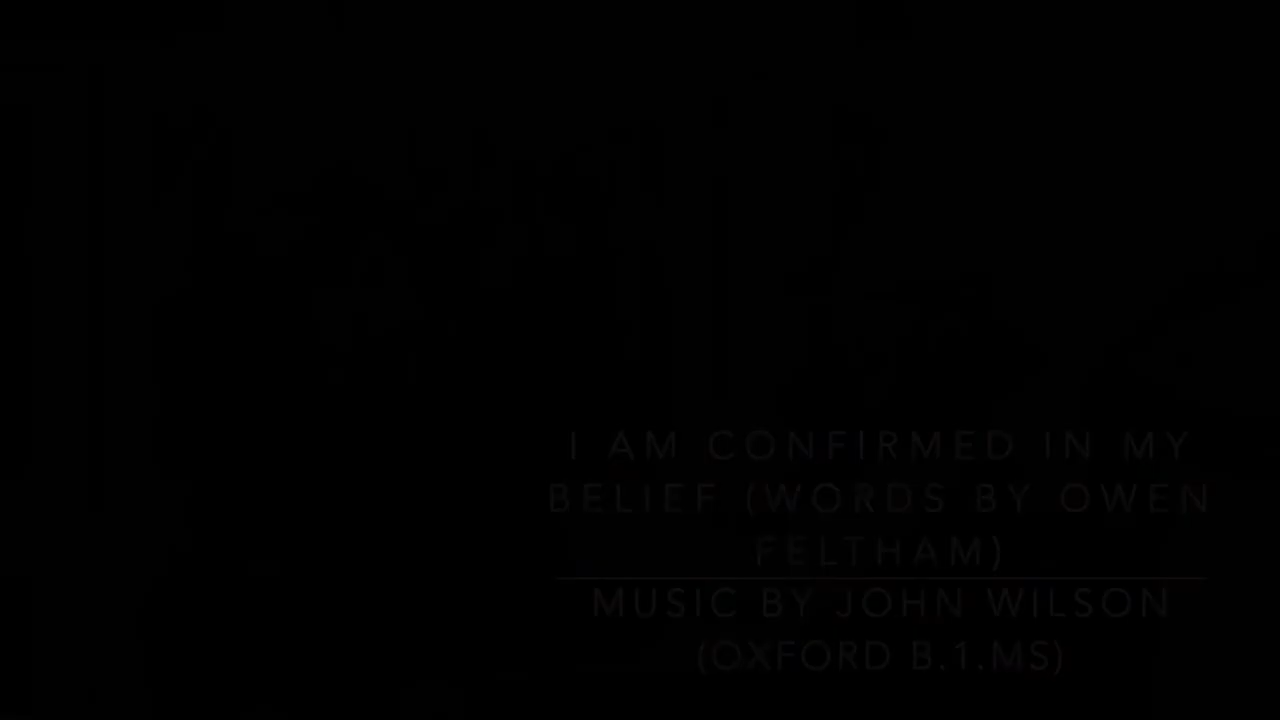 I AM CONFIRMED IN MY
BELIEF (WORDS BY OWEN
FELTHAM)
MUSIC BY JOHN WILSON
(OXFORD B.1.MS)